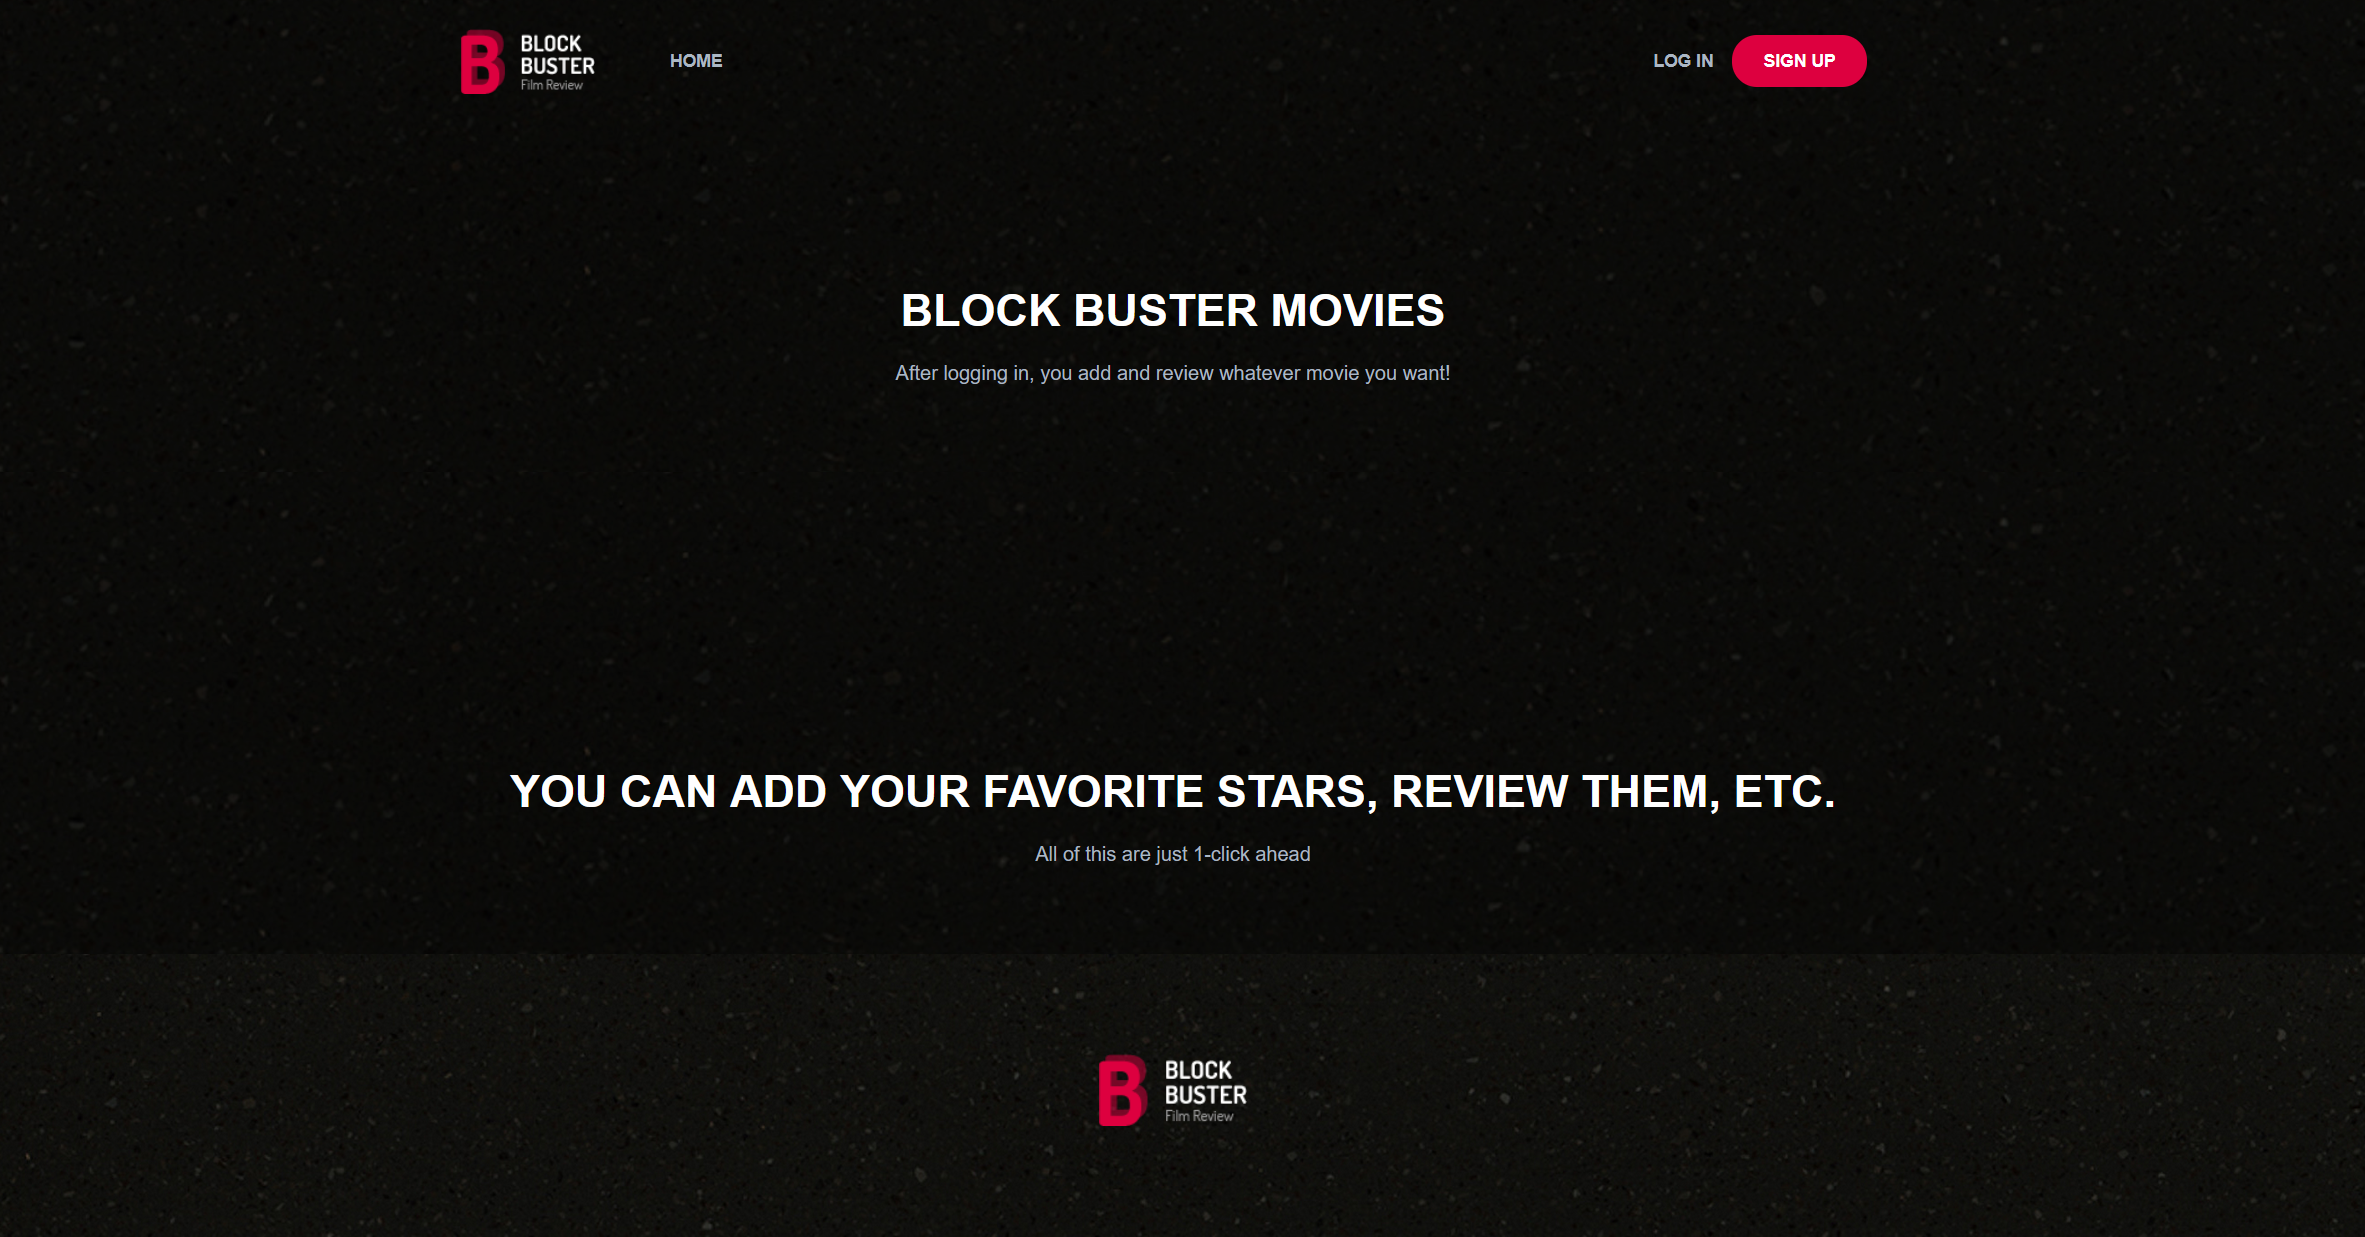 BLOCK
BUSTER
Film Review
HOME
LOG IN
SIGN UP
BLOCK BUSTER MOVIES
After logging in, you add and review whatever movie you want!
YOU CAN ADD YOUR FAVORITE STARS, REVIEW THEM, ETC.
All of this are just 1-click ahead
BLOCK
BUSTER
Film Review